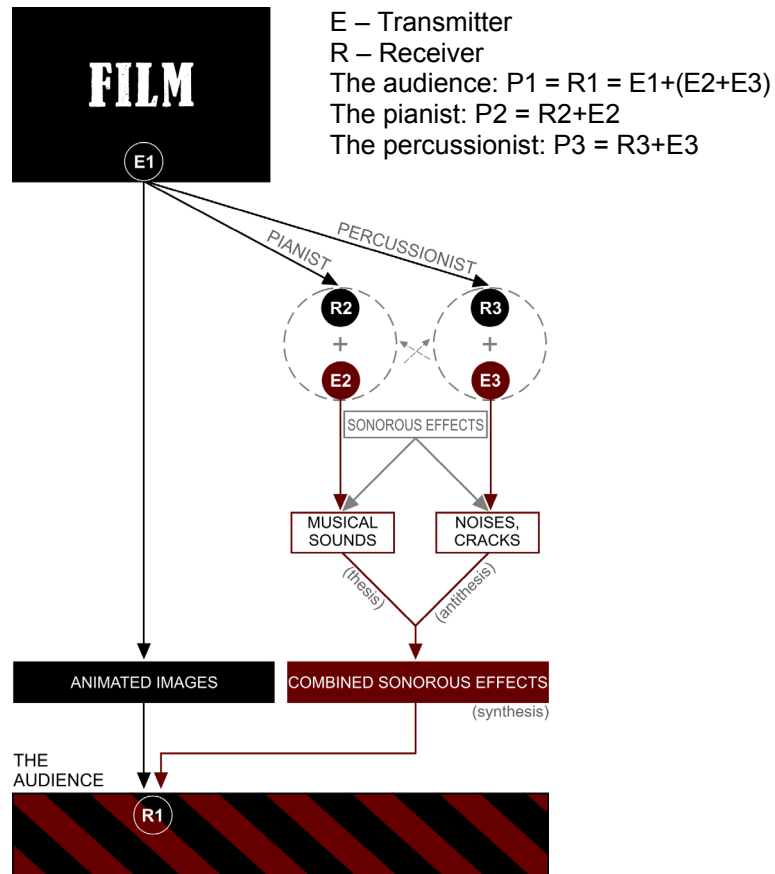 FILM
E1
E – Transmitter
R – Receiver
The audience: P1 = R1 = E1+(E2+E3)
The pianist: P2 = R2+E2
The percussionist: P3 = R3+E3
PIANIST
PERCUSSIONIST
R2
+
E2
R3
+
E3
SONOROUS EFFECTS
MUSICAL
SOUNDS
NOISES,
CRACKS
(thesis)
(antithesis)
ANIMATED IMAGES
COMBINED SONOROUS EFFECTS
(synthesis)
THE
AUDIENCE
R1